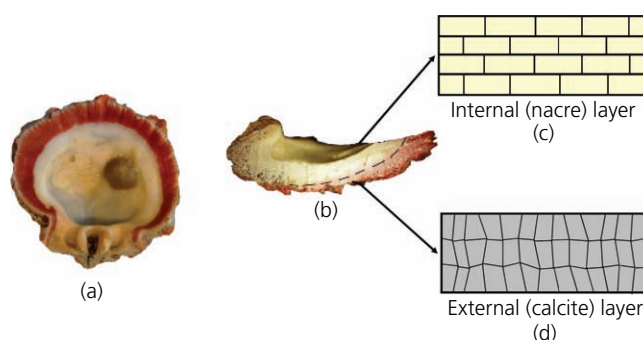 Internal (nacre) layer
(c)
(a)
(b)
External (calcite) layer
(d)